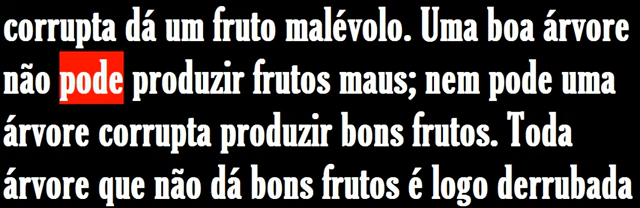 corrupta dá um fruto malévolo. Uma boa árvore
não pode produzir frutos maus; nem pode uma
árvore corrupta produzir bons frutos. Toda
árvore que não dá bons frutos é logo derrubada